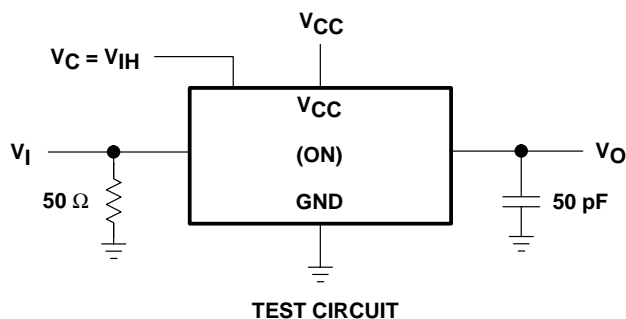 VCC
VC = VIH
VCC
VI
(ON)
VO
50 Ω
GND
50 pF
TEST CIRCUIT